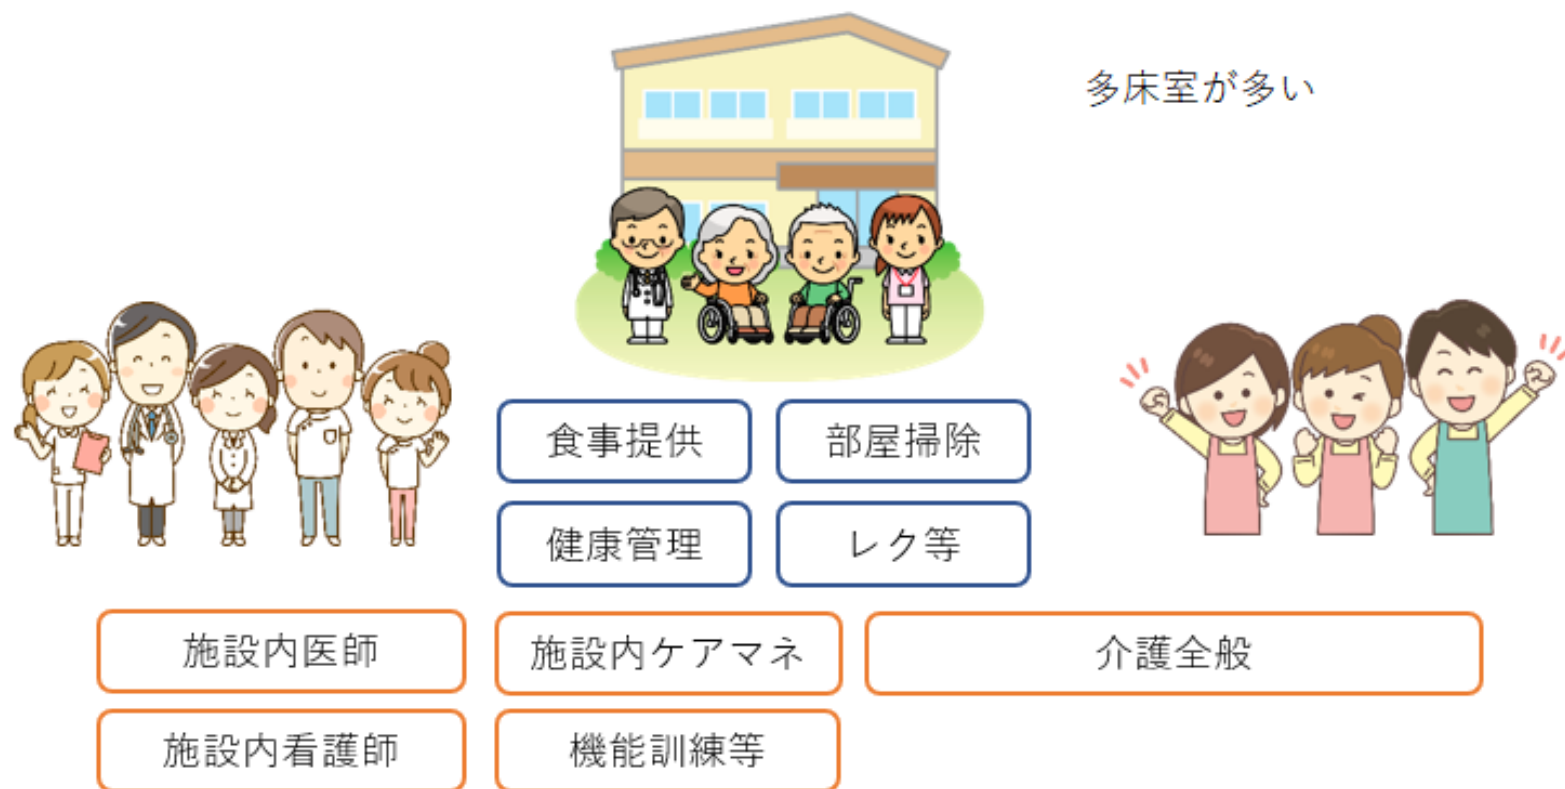 多床室が多い
食事提供
部屋掃除
健康管理
レク等
施設内医師
施設内ケアマネ
介護全般
施設内看護師
機能訓練等